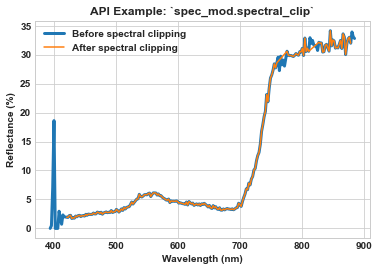 API Example: `spec_mod.spectral_clip`
Before spectral clipping
After spectral clipping
Reflectance (%)
35
30
25
20
15
10
5
0
400 500 600 700 800 900
Wavelength (nm)